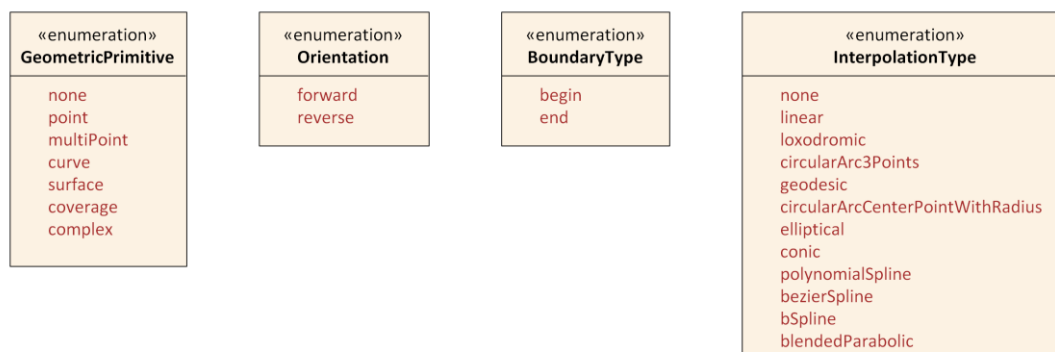 «enumeration»
GeometricPrimitive
none
point
multiPoint
curve
surface
coverage
complex
«enumeration»
Orientation
forward
reverse
«enumeration»
BoundaryType
begin
end
«enumeration»
InterpolationType
none
linear
loxodromic
circularArc3Points
geodesic
circularArcCenterPointWithRadius
elliptical
conic
polynomialSpline
bezierSpline
bSpline
blendedParabolic